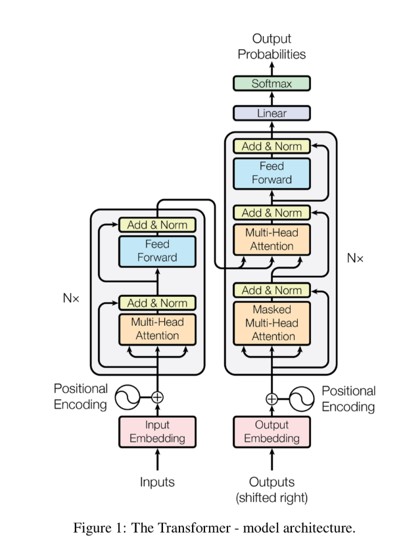 Output
Probabilities
Softmax
Linear
Add & Norm
Feed
Forward
Add & Norm
Multi-Head
Attention
Add & Norm
Masked
Multi-Head
Attention
Nx
Add & Norm
Feed
Forward
Add & Norm
Multi-Head
Attention
Nx
Positional
Encoding
Positional
Encoding
Input
Embedding
Output
Embedding
Inputs
Outputs
(shifted right)
Figure 1: The Transformer - model architecture.